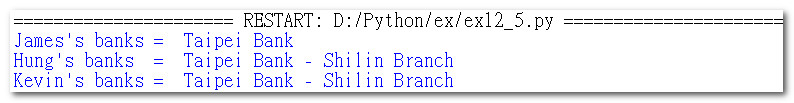 ====================== RESTART: D:/Python/ex/ex12_5.py ======================
James's banks =  Taipei Bank
Hung's banks  =  Taipei Bank - Shilin Branch
Kevin's banks =  Taipei Bank - Shilin Branch